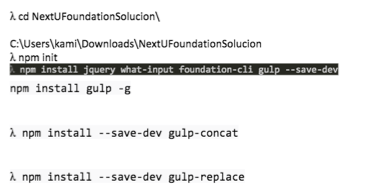 λ cd NextUFoundationSolucion\
C:\Users\kami\Downloads\NextUFoundationSolucion
λ npm init
λ npm install jquery what-input foundation-cli gulp --save-dev
npm install gulp -g
λ npm install --save-dev gulp-concat
λ npm install --save-dev gulp-replace